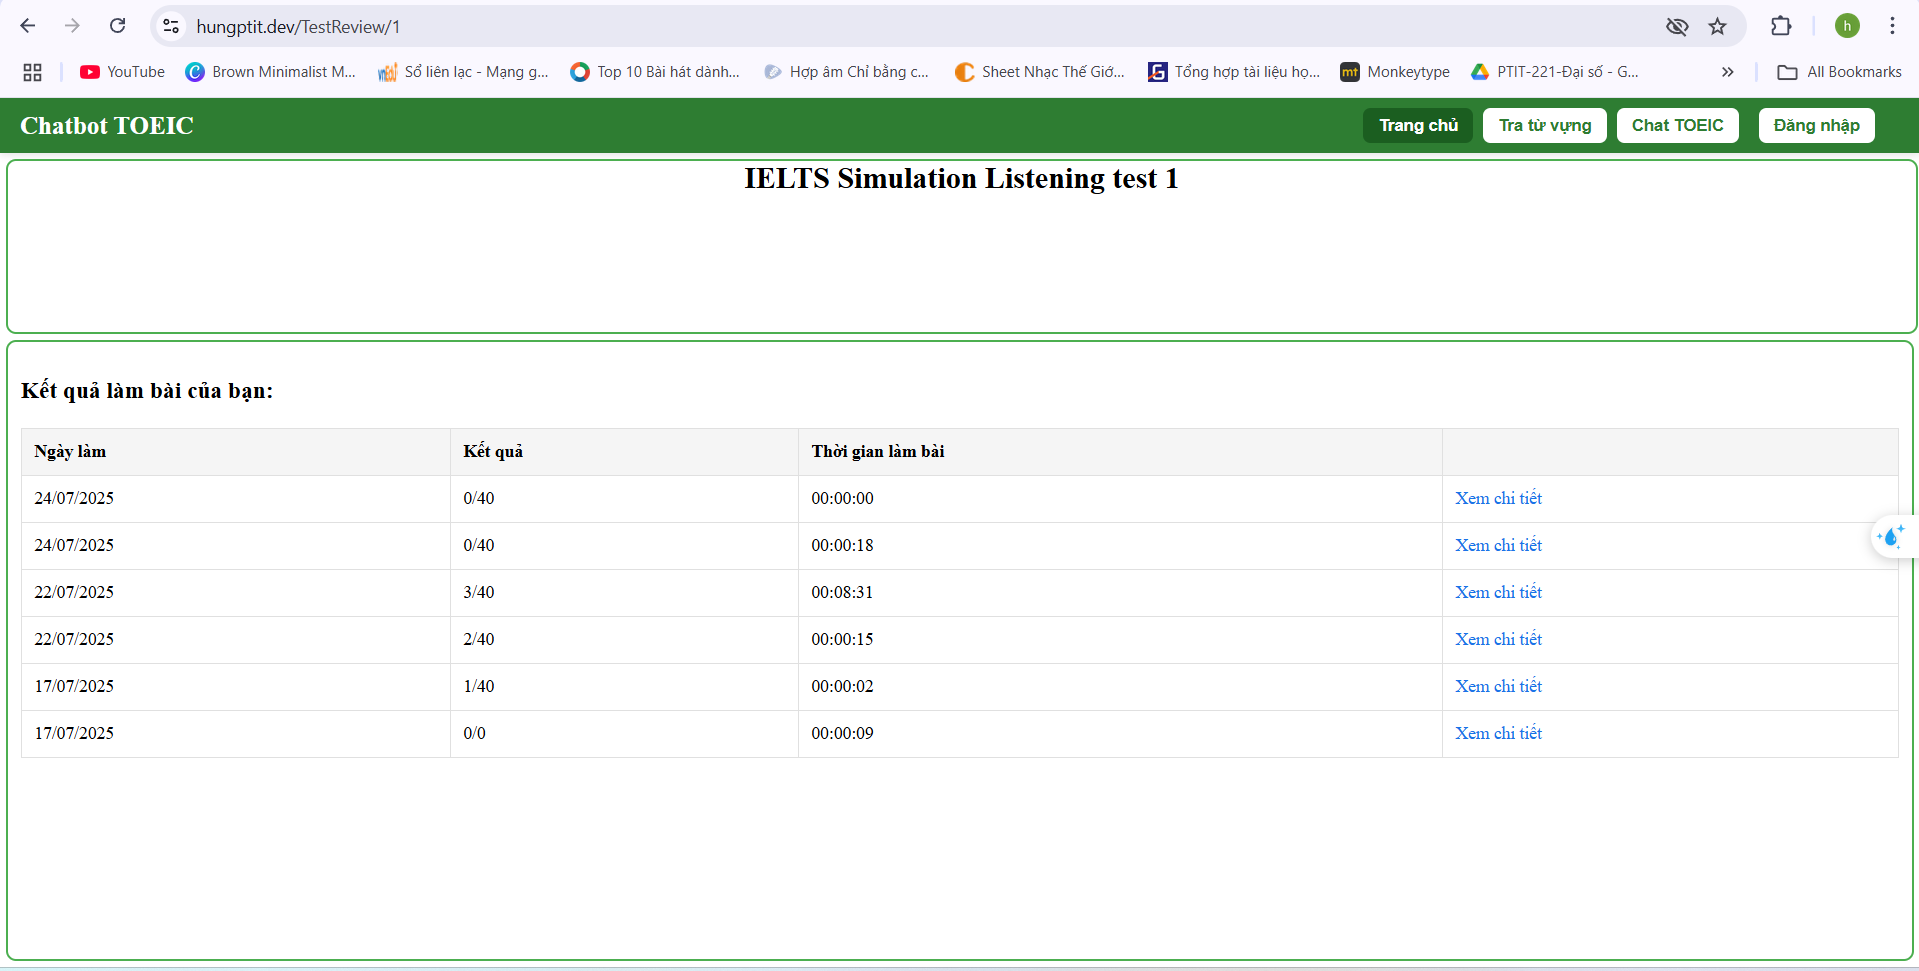 hungptit.dev/TestReview/1
h
YouTube Brown Minimalist M... Sổ liên lạc - Mạng g... Top 10 Bài hát dành... Hợp âm Chỉ bằng c... Sheet Nhạc Thế Giớ... Tổng hợp tài liệu họ... mt Monkeytype PTIT-221-Đại số - G... » All Bookmarks
Chatbot TOEIC Trang chủ Tra từ vựng Chat TOEIC Đăng nhập
IELTS Simulation Listening test 1
Kết quả làm bài của bạn:
Ngày làm Kết quả Thời gian làm bài
24/07/2025 0/40 00:00:00 Xem chi tiết
24/07/2025 0/40 00:00:18 Xem chi tiết
22/07/2025 3/40 00:08:31 Xem chi tiết
22/07/2025 2/40 00:00:15 Xem chi tiết
17/07/2025 1/40 00:00:02 Xem chi tiết
17/07/2025 0/0 00:00:09 Xem chi tiết